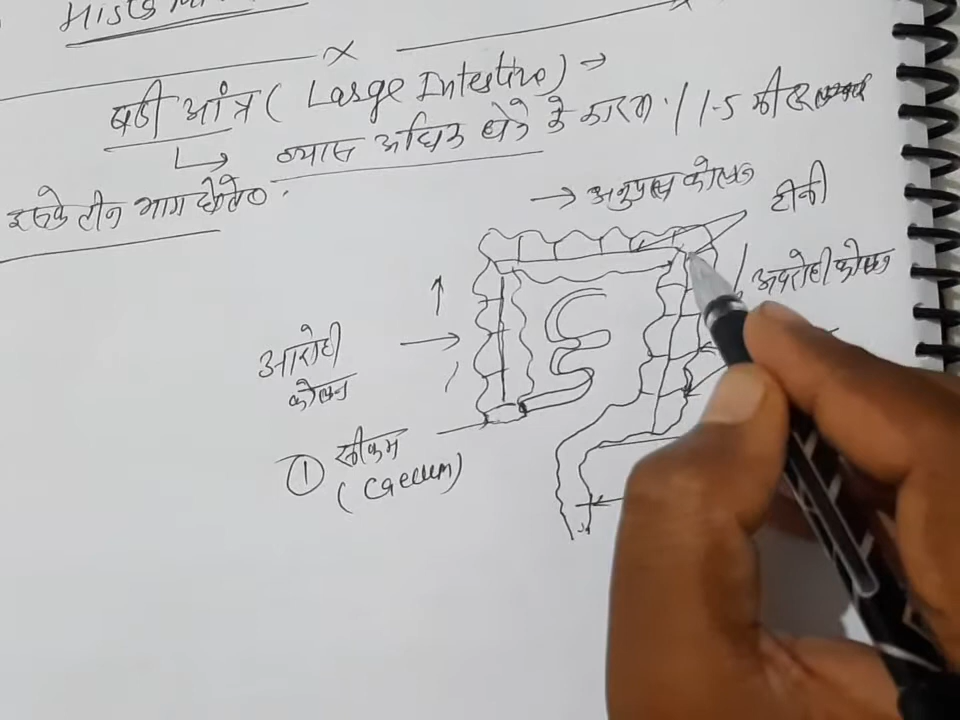 बडी आंत्र ( Large Intestine ) →
↳ व्यास अधिक होने के कारण / 1.5 मीटर
इसके तीन भाग होते है
→ अनुप्रस्थ कोलन
टीनी
अवरोही कोलन
आरोही
कोलन
① सीकम
( Caecum )